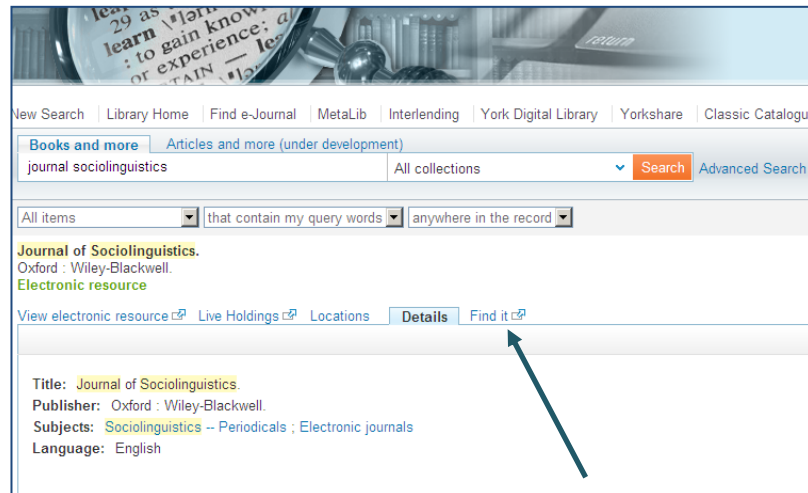 29 as
learn \ˈlərn
: to gain know
or experience; a
return
New Search Library Home Find e-Journal MetaLib Interlending York Digital Library Yorkshare Classic Catalogu
Books and more Articles and more (under development)
journal sociolinguistics All collections Search Advanced Search
All items that contain my query words anywhere in the record
Journal of Sociolinguistics.
Oxford : Wiley-Blackwell.
Electronic resource
View electronic resource Live Holdings Locations Details Find it
Title: Journal of Sociolinguistics.
Publisher: Oxford : Wiley-Blackwell.
Subjects: Sociolinguistics -- Periodicals ; Electronic journals
Language: English